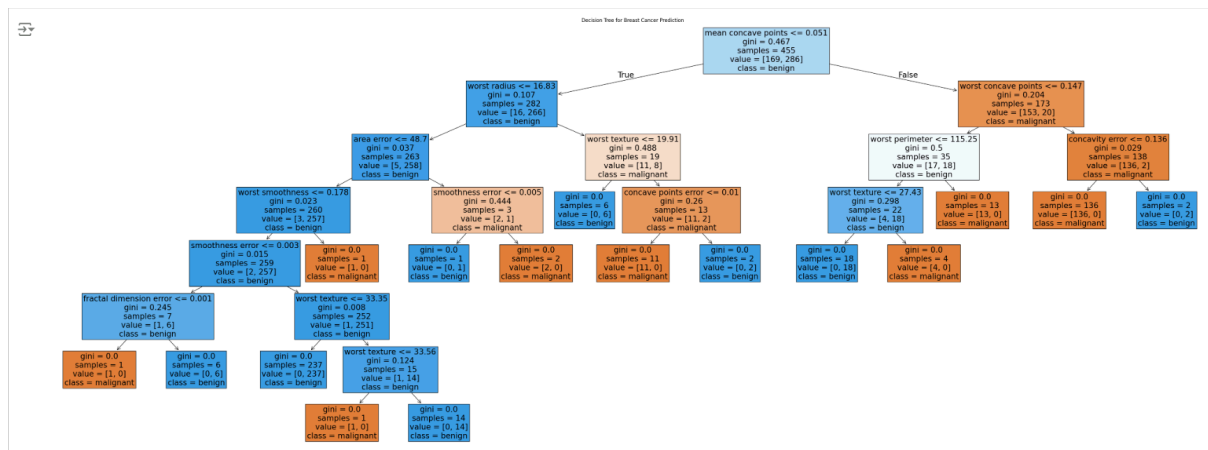 Decision Tree for Breast Cancer Prediction
mean concave points <= 0.051
gini = 0.467
samples = 455
value = [169, 286]
class = benign
True
False
worst radius <= 16.83
gini = 0.107
samples = 282
value = [16, 266]
class = benign
worst concave points <= 0.147
gini = 0.204
samples = 173
value = [153, 20]
class = malignant
area error <= 48.7
gini = 0.037
samples = 263
value = [5, 258]
class = benign
worst texture <= 19.91
gini = 0.488
samples = 19
value = [11, 8]
class = malignant
worst perimeter <= 115.25
gini = 0.5
samples = 35
value = [17, 18]
class = benign
concavity error <= 0.136
gini = 0.029
samples = 138
value = [136, 2]
class = malignant
worst smoothness <= 0.178
gini = 0.023
samples = 260
value = [3, 257]
class = benign
smoothness error <= 0.005
gini = 0.444
samples = 3
value = [2, 1]
class = malignant
gini = 0.0
samples = 6
value = [0, 6]
class = benign
concave points error <= 0.01
gini = 0.26
samples = 13
value = [11, 2]
class = malignant
worst texture <= 27.43
gini = 0.298
samples = 22
value = [4, 18]
class = benign
gini = 0.0
samples = 13
value = [13, 0]
class = malignant
gini = 0.0
samples = 136
value = [136, 0]
class = malignant
gini = 0.0
samples = 2
value = [0, 2]
class = benign
smoothness error <= 0.003
gini = 0.015
samples = 259
value = [2, 257]
class = benign
gini = 0.0
samples = 1
value = [1, 0]
class = malignant
gini = 0.0
samples = 1
value = [0, 1]
class = benign
gini = 0.0
samples = 2
value = [2, 0]
class = malignant
gini = 0.0
samples = 11
value = [11, 0]
class = malignant
gini = 0.0
samples = 2
value = [0, 2]
class = benign
gini = 0.0
samples = 18
value = [0, 18]
class = benign
gini = 0.0
samples = 4
value = [4, 0]
class = malignant
fractal dimension error <= 0.001
gini = 0.245
samples = 7
value = [1, 6]
class = benign
worst texture <= 33.35
gini = 0.008
samples = 252
value = [1, 251]
class = benign
gini = 0.0
samples = 1
value = [1, 0]
class = malignant
gini = 0.0
samples = 6
value = [0, 6]
class = benign
gini = 0.0
samples = 237
value = [0, 237]
class = benign
worst texture <= 33.56
gini = 0.124
samples = 15
value = [1, 14]
class = benign
gini = 0.0
samples = 1
value = [1, 0]
class = malignant
gini = 0.0
samples = 14
value = [0, 14]
class = benign